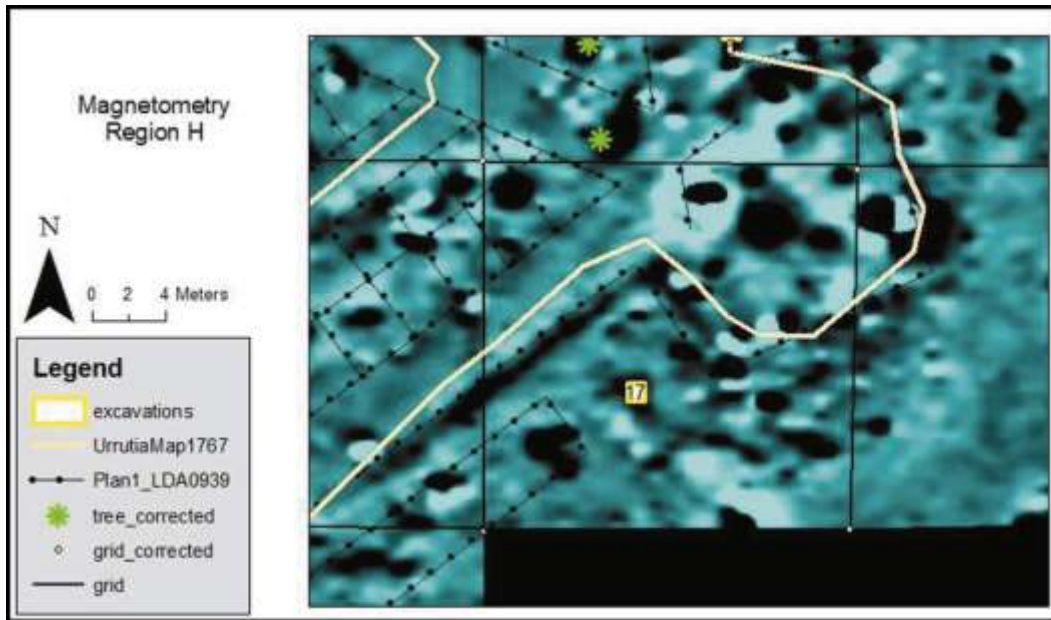 Magnetometry
Region H
N
0 2 4 Meters
Legend
excavations
UrrutiaMap1767
Plan1_LDA0939
tree_corrected
grid_corrected
grid
17